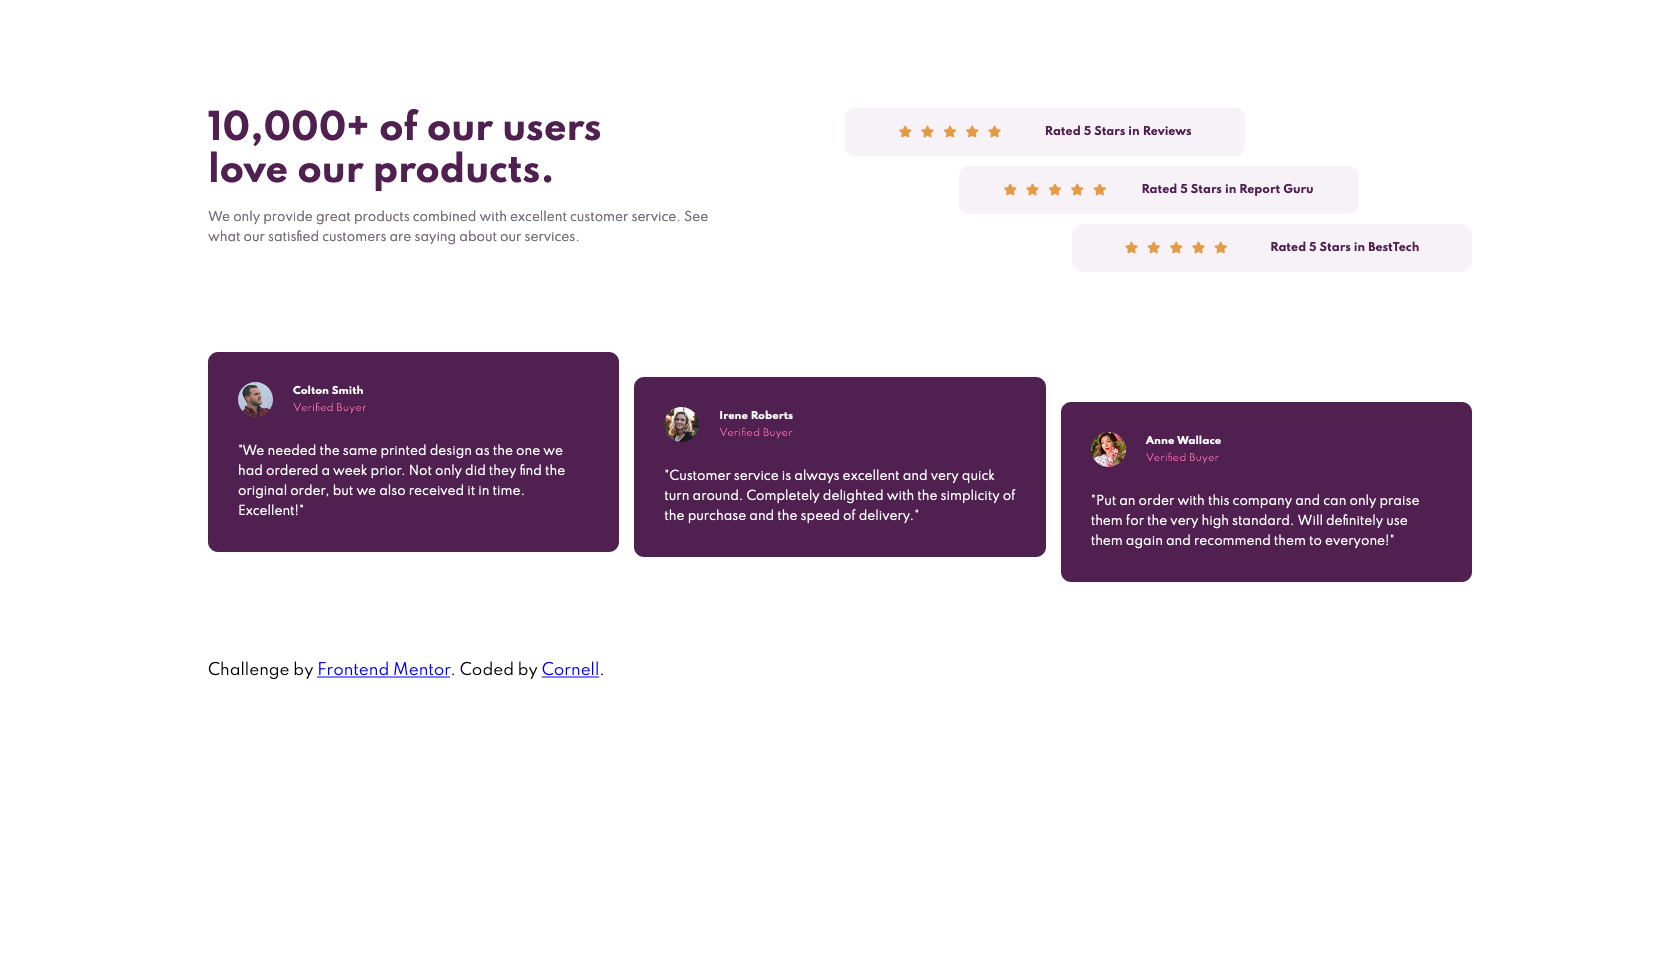 10,000+ of our users
love our products.
We only provide great products combined with excellent customer service. See
what our satisfied customers are saying about our services.
Rated 5 Stars in Reviews
Rated 5 Stars in Report Guru
Rated 5 Stars in BestTech
Colton Smith
Verified Buyer
"We needed the same printed design as the one we
had ordered a week prior. Not only did they find the
original order, but we also received it in time.
Excellent!"
Irene Roberts
Verified Buyer
"Customer service is always excellent and very quick
turn around. Completely delighted with the simplicity of
the purchase and the speed of delivery."
Anne Wallace
Verified Buyer
"Put an order with this company and can only praise
them for the very high standard. Will definitely use
them again and recommend them to everyone!"
Challenge by Frontend Mentor. Coded by Cornell.